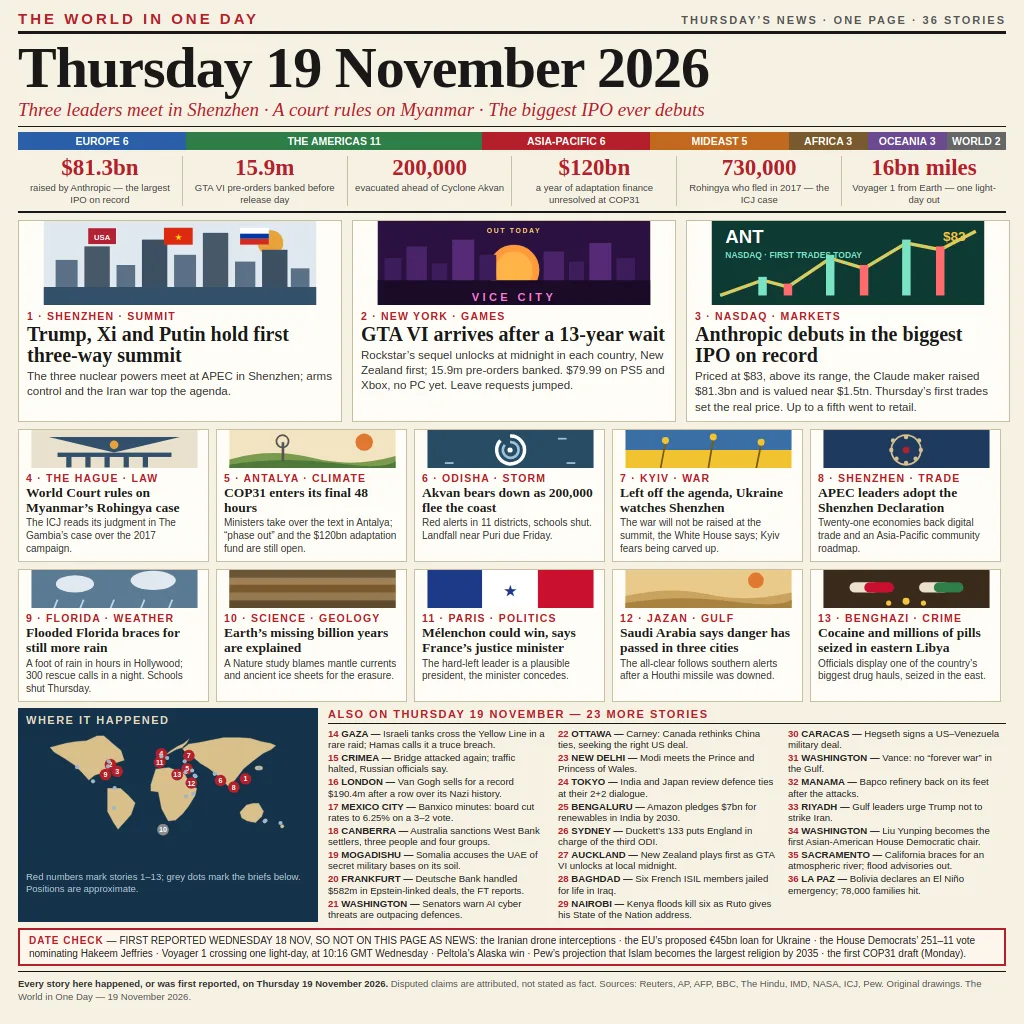 THE WORLD IN ONE DAY
THURSDAY'S NEWS · ONE PAGE · 36 STORIES
Thursday 19 November 2026
Three leaders meet in Shenzhen · A court rules on Myanmar · The biggest IPO ever debuts
EUROPE 6
THE AMERICAS 11
ASIA-PACIFIC 6
MIDEAST 5
AFRICA 3
OCEANIA 3
WORLD 2
$81.3bn
raised by Anthropic — the largest
IPO on record
15.9m
GTA VI pre-orders banked before
release day
200,000
evacuated ahead of Cyclone Akvan
$120bn
a year of adaptation finance
unresolved at COP31
730,000
Rohingya who fled in 2017 — the
ICJ case
16bn miles
Voyager 1 from Earth — one light-
day out
USA
1 · SHENZHEN · SUMMIT
Trump, Xi and Putin hold first
three-way summit
The three nuclear powers meet at APEC in Shenzhen; arms
control and the Iran war top the agenda.
OUT TODAY
VICE CITY
2 · NEW YORK · GAMES
GTA VI arrives after a 13-year wait
Rockstar's sequel unlocks at midnight in each country, New
Zealand first; 15.9m pre-orders banked. $79.99 on PS5 and
Xbox, no PC yet. Leave requests jumped.
ANT
$83
NASDAQ · FIRST TRADES TODAY
3 · NASDAQ · MARKETS
Anthropic debuts in the biggest
IPO on record
Priced at $83, above its range, the Claude maker raised
$81.3bn and is valued near $1.5tn. Thursday's first trades
set the real price. Up to a fifth went to retail.
4 · THE HAGUE · LAW
World Court rules on
Myanmar's Rohingya case
The ICJ reads its judgment in The
Gambia's case over the 2017
campaign.
5 · ANTALYA · CLIMATE
COP31 enters its final 48
hours
Ministers take over the text in Antalya;
"phase out" and the $120bn adaptation
fund are still open.
6 · ODISHA · STORM
Akvan bears down as 200,000
flee the coast
Red alerts in 11 districts, schools shut.
Landfall near Puri due Friday.
7 · KYIV · WAR
Left off the agenda, Ukraine
watches Shenzhen
The war will not be raised at the
summit, the White House says; Kyiv
fears being carved up.
8 · SHENZHEN · TRADE
APEC leaders adopt the
Shenzhen Declaration
Twenty-one economies back digital
trade and an Asia-Pacific community
roadmap.
9 · FLORIDA · WEATHER
Flooded Florida braces for
still more rain
A foot of rain in hours in Hollywood;
300 rescue calls in a night. Schools
shut Thursday.
10 · SCIENCE · GEOLOGY
Earth's missing billion years
are explained
A Nature study blames mantle currents
and ancient ice sheets for the erasure.
11 · PARIS · POLITICS
Mélenchon could win, says
France's justice minister
The hard-left leader is a plausible
president, the minister concedes.
12 · JAZAN · GULF
Saudi Arabia says danger has
passed in three cities
The all-clear follows southern alerts
after a Houthi missile was downed.
13 · BENGHAZI · CRIME
Cocaine and millions of pills
seized in eastern Libya
Officials display one of the country's
biggest drug hauls, seized in the east.
WHERE IT HAPPENED
4
11
7
9
3
13
5
12
6
8
1
10
Red numbers mark stories 1–13; grey dots mark the briefs below.
Positions are approximate.
ALSO ON THURSDAY 19 NOVEMBER — 23 MORE STORIES
14 GAZA — Israeli tanks cross the Yellow Line in a
rare raid; Hamas calls it a truce breach.
15 CRIMEA — Bridge attacked again; traffic
halted, Russian officials say.
16 LONDON — Van Gogh sells for a record
$190.4m after a row over its Nazi history.
17 MEXICO CITY — Banxico minutes: board cut
rates to 6.25% on a 3–2 vote.
18 CANBERRA — Australia sanctions West Bank
settlers, three people and four groups.
19 MOGADISHU — Somalia accuses the UAE of
secret military bases on its soil.
20 FRANKFURT — Deutsche Bank handled
$582m in Epstein-linked deals, the FT reports.
21 WASHINGTON — Senators warn AI cyber
threats are outpacing defences.
22 OTTAWA — Carney: Canada rethinks China
ties, seeking the right US deal.
23 NEW DELHI — Modi meets the Prince and
Princess of Wales.
24 TOKYO — India and Japan review defence ties
at their 2+2 dialogue.
25 BENGALURU — Amazon pledges $7bn for
renewables in India by 2030.
26 SYDNEY — Duckett's 133 puts England in
charge of the third ODI.
27 AUCKLAND — New Zealand plays first as GTA
VI unlocks at local midnight.
28 BAGHDAD — Six French ISIL members jailed
for life in Iraq.
29 NAIROBI — Kenya floods kill six as Ruto gives
his State of the Nation address.
30 CARACAS — Hegseth signs a US–Venezuela
military deal.
31 WASHINGTON — Vance: no "forever war" in
the Gulf.
32 MANAMA — Bapco refinery back on its feet
after the attacks.
33 RIYADH — Gulf leaders urge Trump not to
strike Iran.
34 WASHINGTON — Liu Yunping becomes the
first Asian-American House Democratic chair.
35 SACRAMENTO — California braces for an
atmospheric river; flood advisories out.
36 LA PAZ — Bolivia declares an El Niño
emergency; 78,000 families hit.
DATE CHECK — FIRST REPORTED WEDNESDAY 18 NOV, SO NOT ON THIS PAGE AS NEWS: the Iranian drone interceptions · the EU's proposed €45bn loan for Ukraine · the House Democrats' 251–11 vote
nominating Hakeem Jeffries · Voyager 1 crossing one light-day, at 10:16 GMT Wednesday · Peltola's Alaska win · Pew's projection that Islam becomes the largest religion by 2035 · the first COP31 draft (Monday).
Every story here happened, or was first reported, on Thursday 19 November 2026. Disputed claims are attributed, not stated as fact. Sources: Reuters, AP, AFP, BBC, The Hindu, IMD, NASA, ICJ, Pew. Original drawings. The
World in One Day — 19 November 2026.